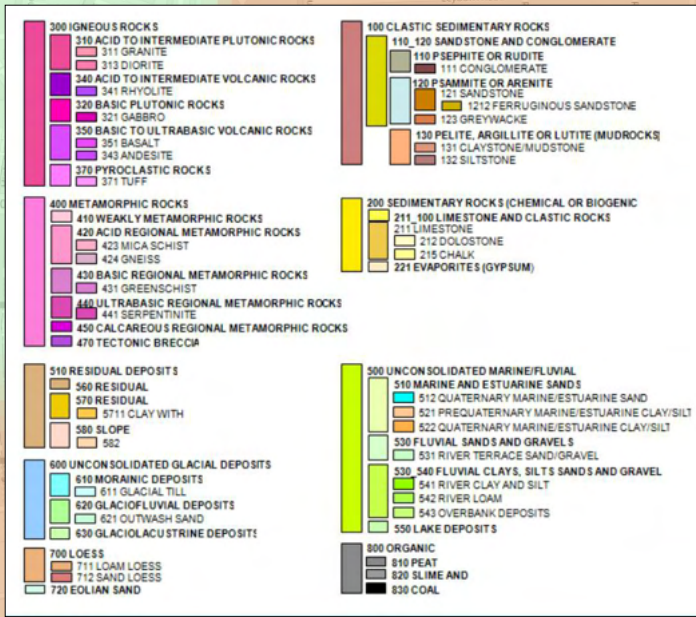 300 IGNEOUS ROCKS
310 ACID TO INTERMEDIATE PLUTONIC ROCKS
311 GRANITE
313 DIORITE
340 ACID TO INTERMEDIATE VOLCANIC ROCKS
341 RHYOLITE
320 BASIC PLUTONIC ROCKS
321 GABBRO
350 BASIC TO ULTRABASIC VOLCANIC ROCKS
351 BASALT
343 ANDESITE
370 PYROCLASTIC ROCKS
371 TUFF
400 METAMORPHIC ROCKS
410 WEAKLY METAMORPHIC ROCKS
420 ACID REGIONAL METAMORPHIC ROCKS
423 MICA SCHIST
424 GNEISS
430 BASIC REGIONAL METAMORPHIC ROCKS
431 GREENSCHIST
440 ULTRABASIC REGIONAL METAMORPHIC ROCKS
441 SERPENTINITE
450 CALCAREOUS REGIONAL METAMORPHIC ROCKS
470 TECTONIC BRECCIA
510 RESIDUAL DEPOSITS
560 RESIDUAL
570 RESIDUAL
5711 CLAY WITH
580 SLOPE
582
600 UNCONSOLIDATED GLACIAL DEPOSITS
610 MORAINIC DEPOSITS
611 GLACIAL TILL
620 GLACIOFLUVIAL DEPOSITS
621 OUTWASH SAND
630 GLACIOLACUSTRINE DEPOSITS
700 LOESS
711 LOAM LOESS
712 SAND LOESS
720 EOLIAN SAND
100 CLASTIC SEDIMENTARY ROCKS
110_120 SANDSTONE AND CONGLOMERATE
110 PSEPHITE OR RUDITE
111 CONGLOMERATE
120 PSAMMITE OR ARENITE
121 SANDSTONE
1212 FERRUGINOUS SANDSTONE
123 GREYWACKE
130 PELITE, ARGILLITE OR LUTITE (MUDROCKS)
131 CLAYSTONE/MUDSTONE
132 SILTSTONE
200 SEDIMENTARY ROCKS (CHEMICAL OR BIOGENIC
211_100 LIMESTONE AND CLASTIC ROCKS
211 LIMESTONE
212 DOLOSTONE
215 CHALK
221 EVAPORITES (GYPSUM)
500 UNCONSOLIDATED MARINE/FLUVIAL
510 MARINE AND ESTUARINE SANDS
512 QUATERNARY MARINE/ESTUARINE SAND
521 PREQUATERNARY MARINE/ESTUARINE CLAY/SILT
522 QUATERNARY MARINE/ESTUARINE CLAY/SILT
530 FLUVIAL SANDS AND GRAVELS
531 RIVER TERRACE SAND/GRAVEL
530_540 FLUVIAL CLAYS, SILTS SANDS AND GRAVEL
541 RIVER CLAY AND SILT
542 RIVER LOAM
543 OVERBANK DEPOSITS
550 LAKE DEPOSITS
800 ORGANIC
810 PEAT
820 SLIME AND
830 COAL